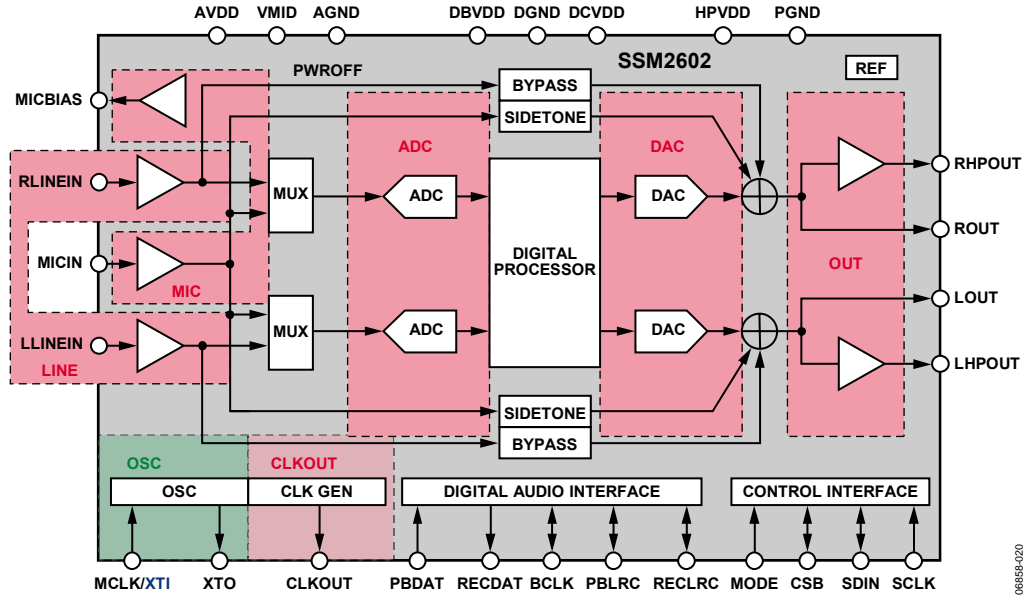 AVDD VMID AGND DBVDD DGND DCVDD HPVDD PGND
SSM2602
PWROFF
REF
BYPASS
SIDETONE
MICBIAS
ADC
DAC
RLINEIN
MUX
ADC
DAC
RHPOUT
ROUT
MICIN
MIC
DIGITAL
PROCESSOR
OUT
LOUT
MUX
ADC
DAC
LLINEIN
LINE
LHPOUT
SIDETONE
BYPASS
OSC
CLKOUT
OSC
CLK GEN
DIGITAL AUDIO INTERFACE
CONTROL INTERFACE
MCLK/XTI XTO CLKOUT PBDAT RECDAT BCLK PBLRC RECLRC MODE CSB SDIN SCLK
06858-020